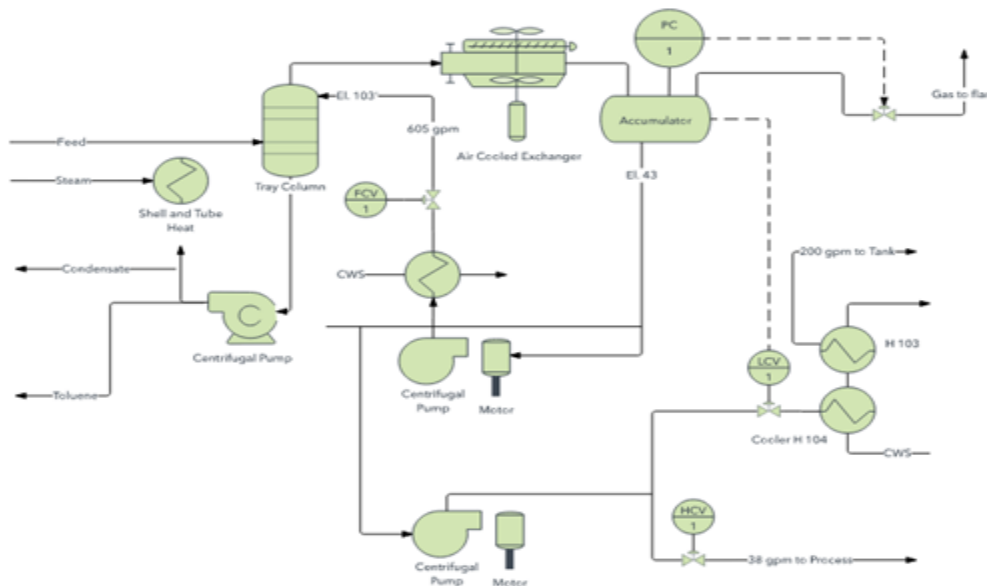 PC
1
Gas to flar
El. 103'
605 gpm
Accumulator
Feed
Air Cooled Exchanger
Steam
Tray Column
El. 43
FCV
1
Shell and Tube
Heat
200 gpm to Tank
Condensate
CWS
H 103
Centrifugal Pump
LCV
1
Toluene
Centrifugal
Pump
Motor
Cooler H 104
CWS
HCV
1
38 gpm to Process
Centrifugal
Pump
Motor